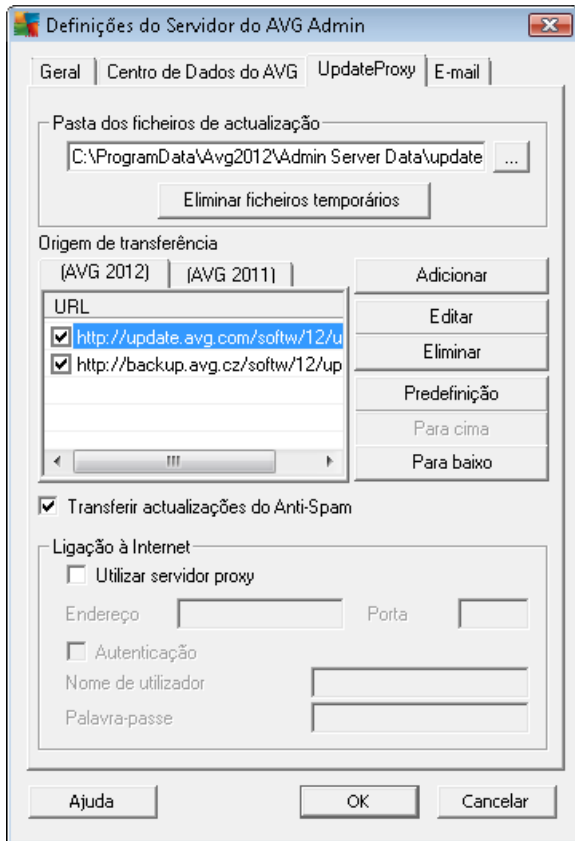 Definições do Servidor do AVG Admin
Geral
Centro de Dados do AVG
UpdateProxy
E-mail
Pasta dos ficheiros de actualização
C:\ProgramData\Avg2012\Admin Server Data\update
...
Eliminar ficheiros temporários
Origem de transferência
(AVG 2012)
(AVG 2011)
Adicionar
URL
Editar
http://update.avg.com/softw/12/u
Eliminar
http://backup.avg.cz/softw/12/up
Predefinição
Para cima
Para baixo
Transferir actualizações do Anti-Spam
Ligação à Internet
Utilizar servidor proxy
Endereço
Porta
Autenticação
Nome de utilizador
Palavra-passe
Ajuda
OK
Cancelar